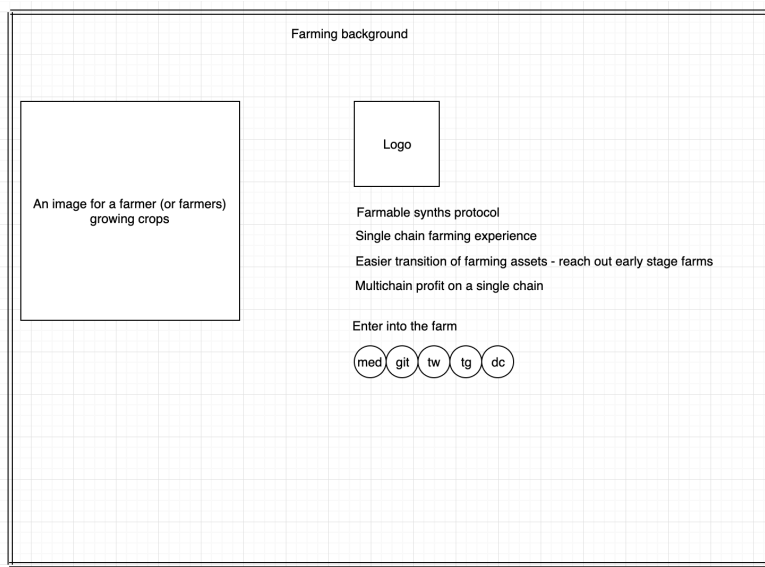 Farming background
An image for a farmer (or farmers)
growing crops
Logo
Farmable synths protocol
Single chain farming experience
Easier transition of farming assets - reach out early stage farms
Multichain profit on a single chain
Enter into the farm
med git tw tg dc